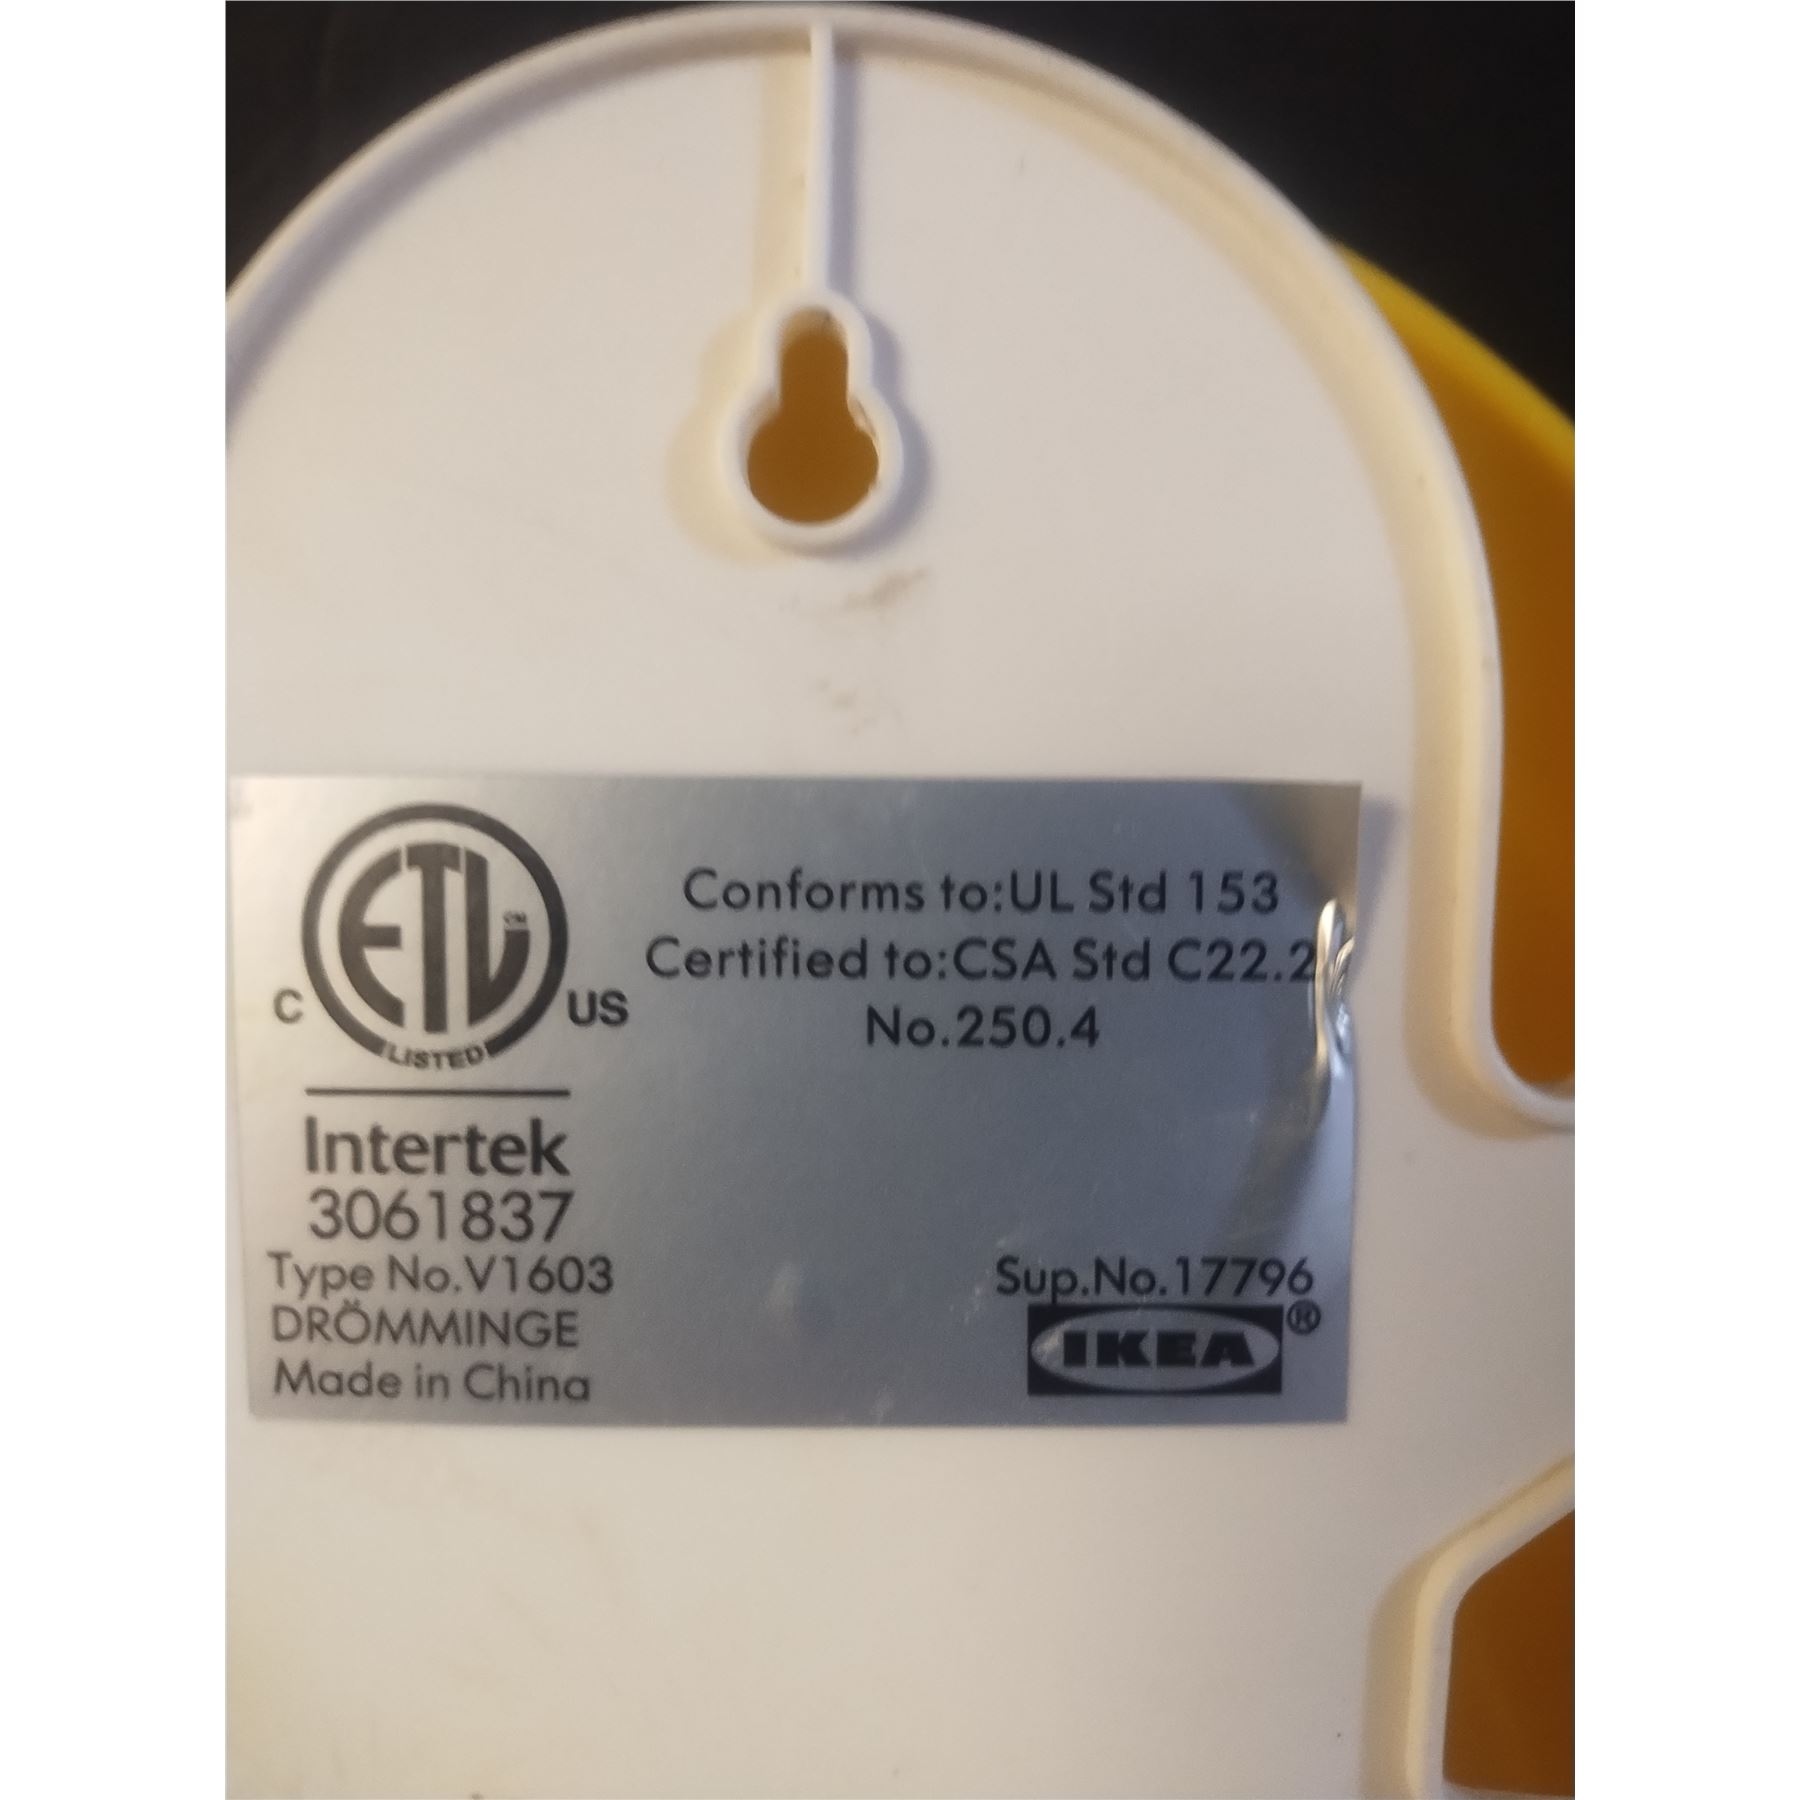 ETL
CM
C
US
LISTED
Intertek
3061837
Type No.V1603
DRÖMMINGE
Made in China
Conforms to:UL Std 153
Certified to:CSA Std C22.2
No.250.4
Sup.No.17796
IKEA®